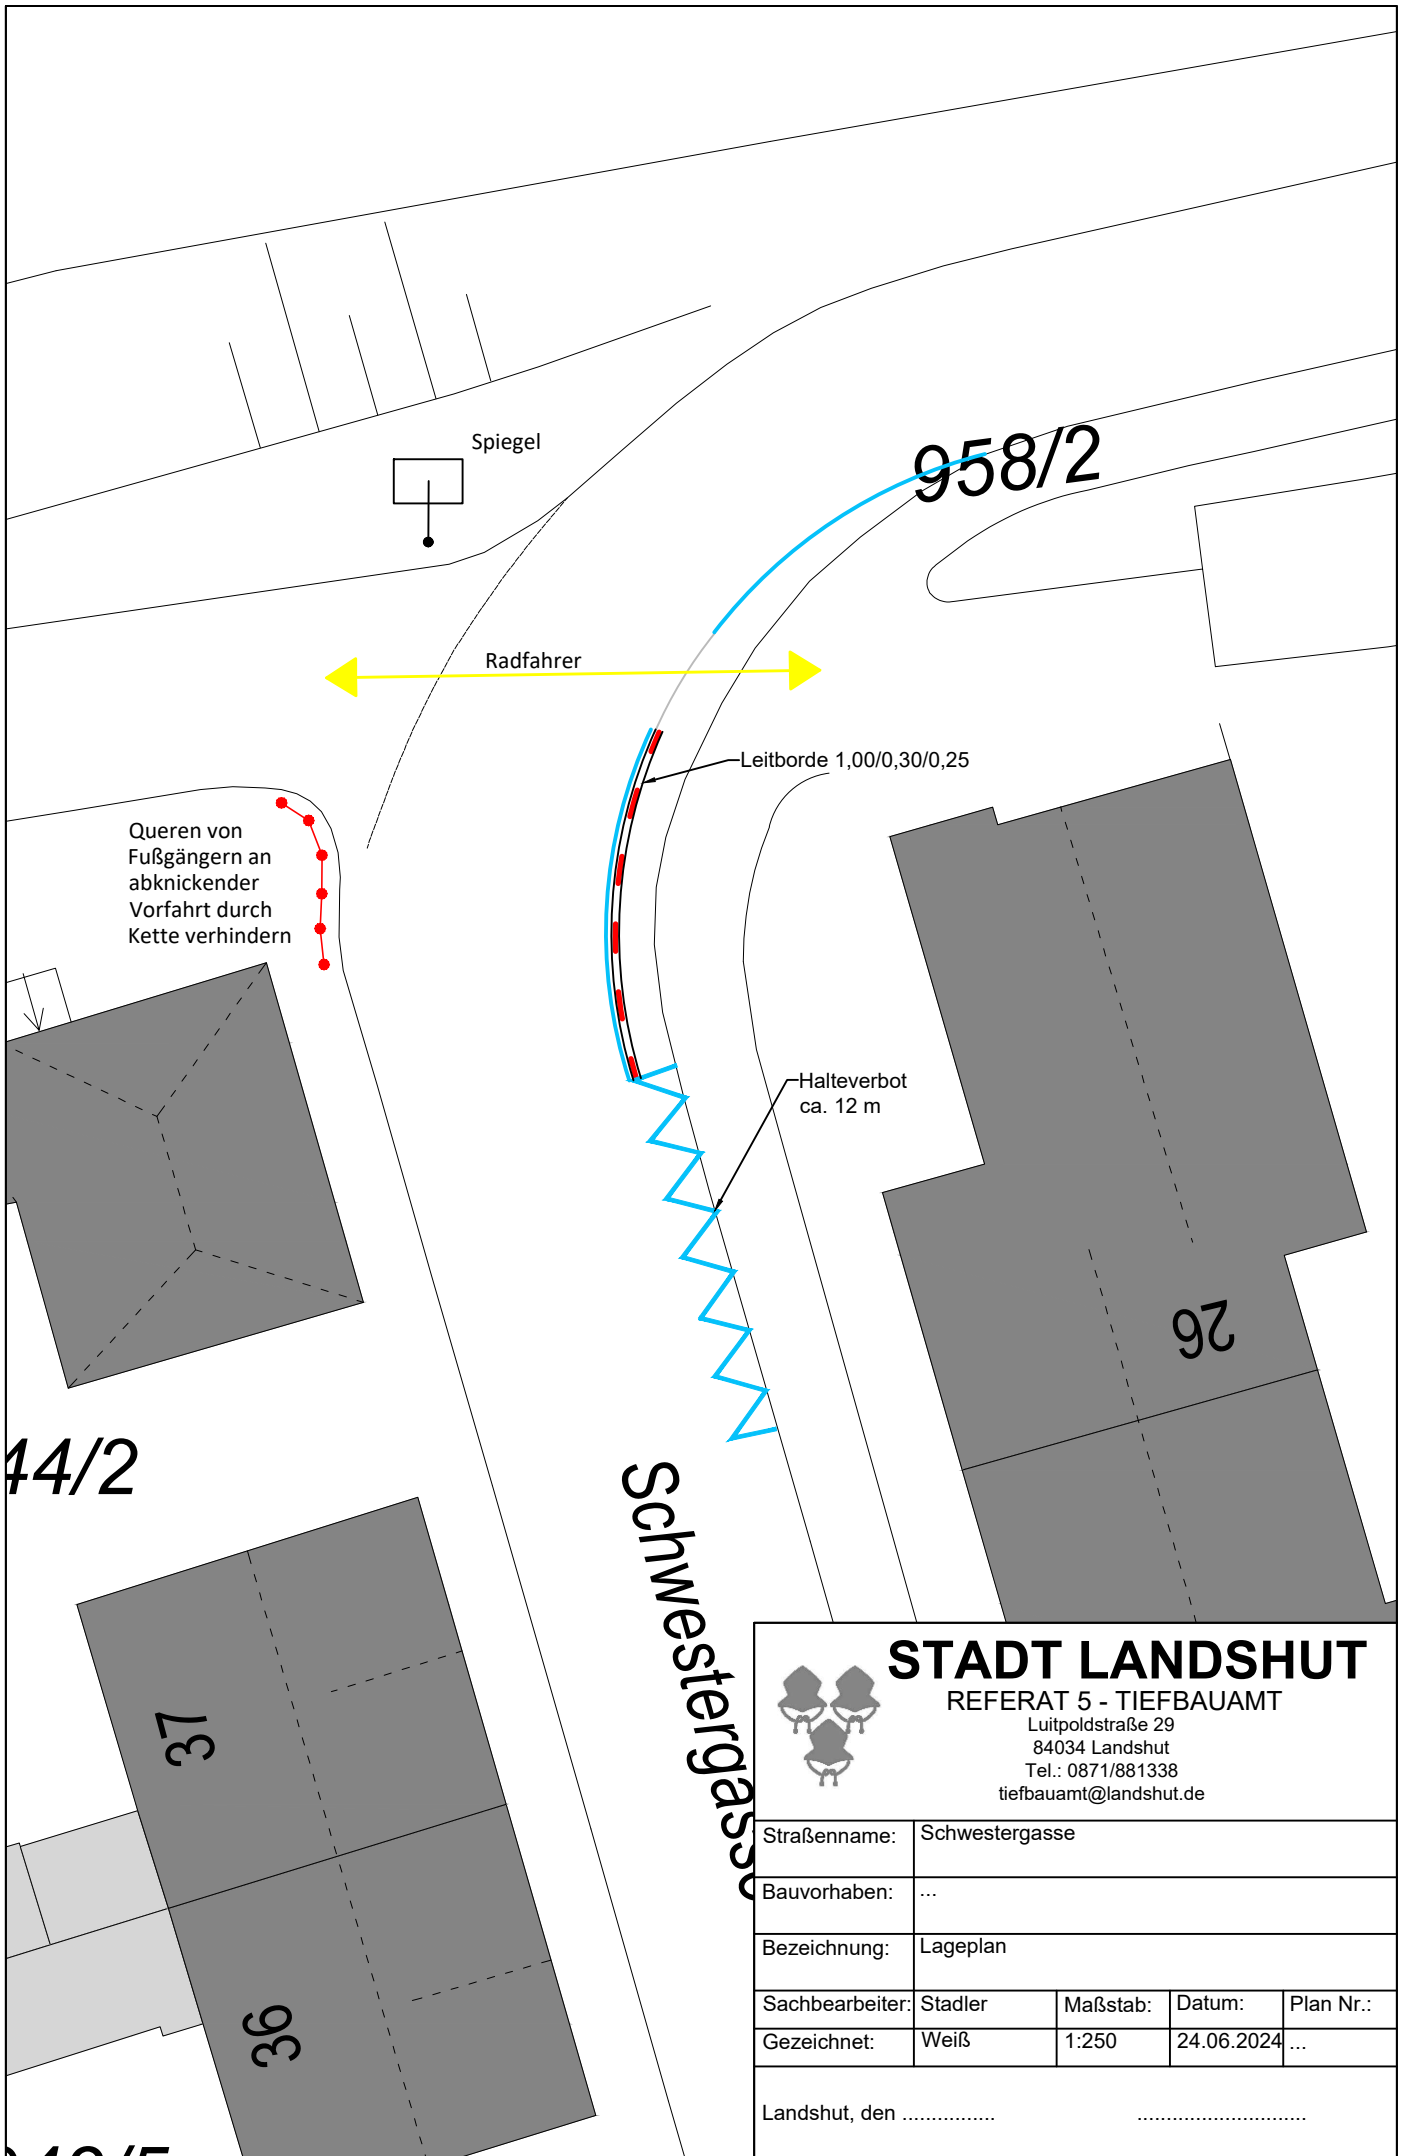 Spiegel
958/2
Radfahrer
Leitborde 1,00/0,30/0,25
Queren von
Fußgängern an
abknickender
Vorfahrt durch
Kette verhindern
Halteverbot
ca. 12 m
26
44/2
37
36
STADT LANDSHUT
REFERAT 5 - TIEFBAUAMT
Luitpoldstraße 29
84034 Landshut
Tel.: 0871/881338
tiefbauamt@landshut.de
Straßenname: Schwestergasse
Bauvorhaben: ...
Bezeichnung: Lageplan
Sachbearbeiter: Stadler Maßstab: Datum: Plan Nr.:
Gezeichnet: Weiß 1:250 24.06.2024 ...
Landshut, den ................ ............................